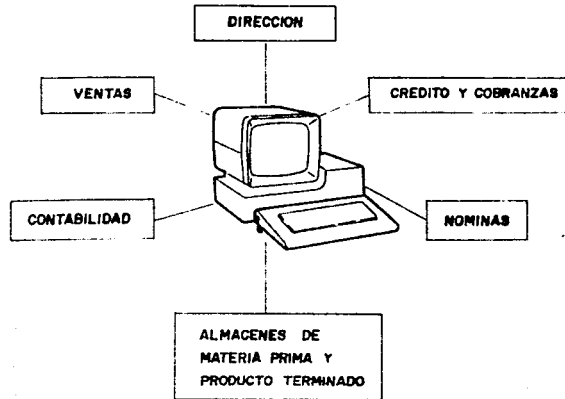 DIRECCION
VENTAS
CREDITO Y COBRANZAS
CONTABILIDAD
NOMINAS
ALMACENES DE
MATERIA PRIMA Y
PRODUCTO TERMINADO